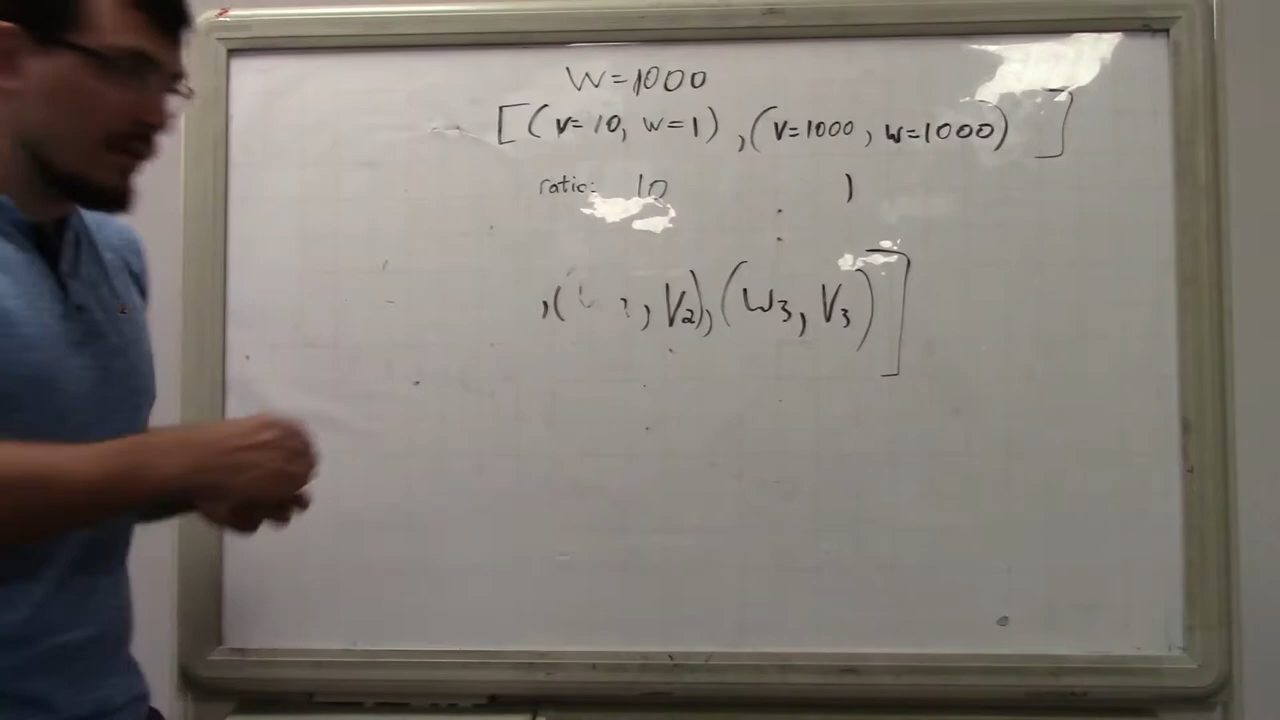 W=1000
[(v=10, w=1), (v=1000, w=1000) ]
ratio: 10 1
,( , V2), (W3, V3)]